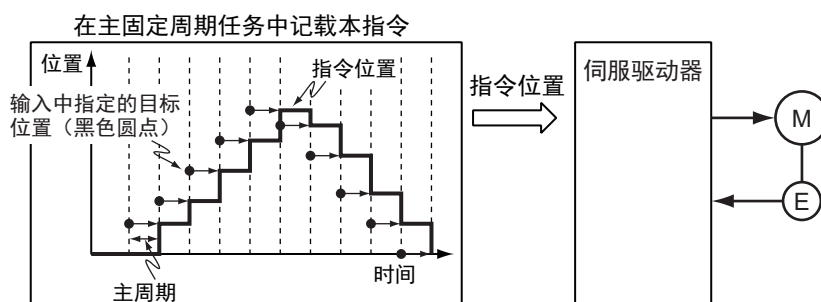 在主固定周期任务中记载本指令
位置
指令位置
输入中指定的目标
位置（黑色圆点）
主周期
时间
指令位置
伺服驱动器
M
E